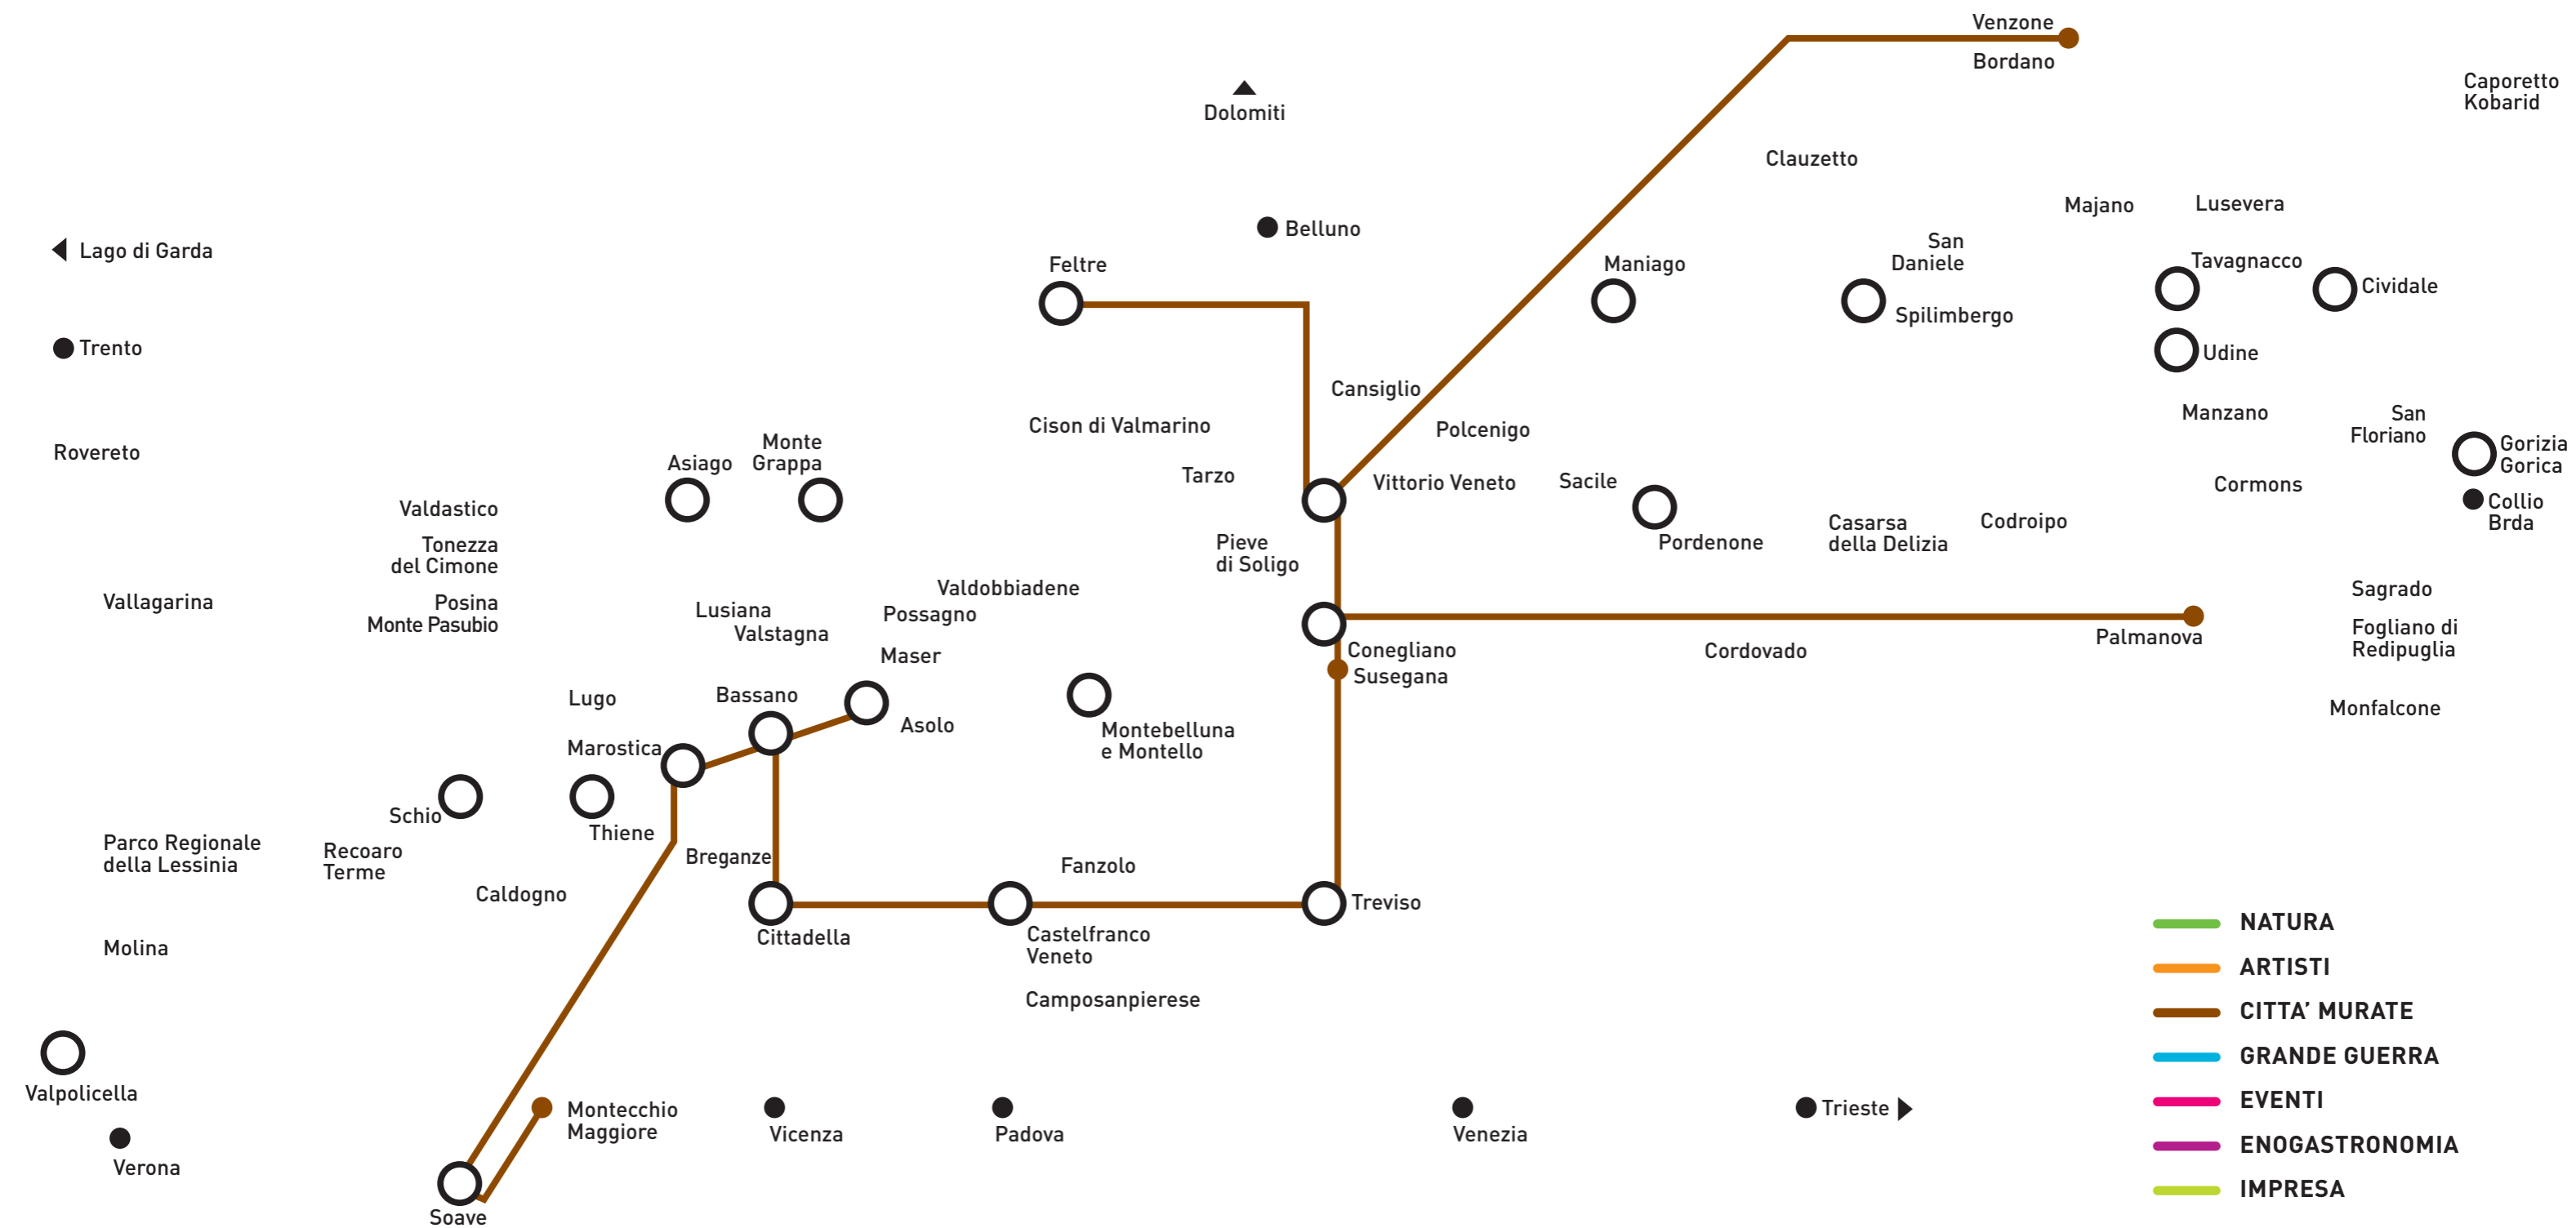 Venzone
Bordano
Caporetto
Kobarid
Dolomiti
Clauzetto
Majano
Lusevera
Lago di Garda
Belluno
Feltre
Maniago
San
Daniele
Spilimbergo
Tavagnacco
Cividale
Udine
Trento
Cansiglio
Cison di Valmarino
Polcenigo
Manzano
San
Floriano
Gorizia
Gorica
Collio
Brda
Rovereto
Asiago
Monte
Grappa
Tarzo
Vittorio Veneto
Sacile
Pordenone
Cormons
Valdastico
Tonezza
del Cimone
Posina
Monte Pasubio
Pieve
di Soligo
Casarsa
della Delizia
Codroipo
Vallagarina
Lusiana
Valstagna
Valdobbiadene
Possagno
Maser
Sagrado
Fogliano di
Redipuglia
Palmanova
Conegliano
Susegana
Cordovado
Monfalcone
Lugo
Bassano
Asolo
Montebelluna
e Montello
Marostica
Schio
Thiene
Breganze
Parco Regionale
della Lessinia
Recoaro
Terme
Caldogno
Fanzolo
Treviso
Cittadella
Castelfranco
Veneto
Camposanpierese
Molina
Valpolicella
Verona
Montecchio
Maggiore
Soave
Vicenza
Padova
Venezia
Trieste
NATURA
ARTISTI
CITTA’ MURATE
GRANDE GUERRA
EVENTI
ENOGASTRONOMIA
IMPRESA